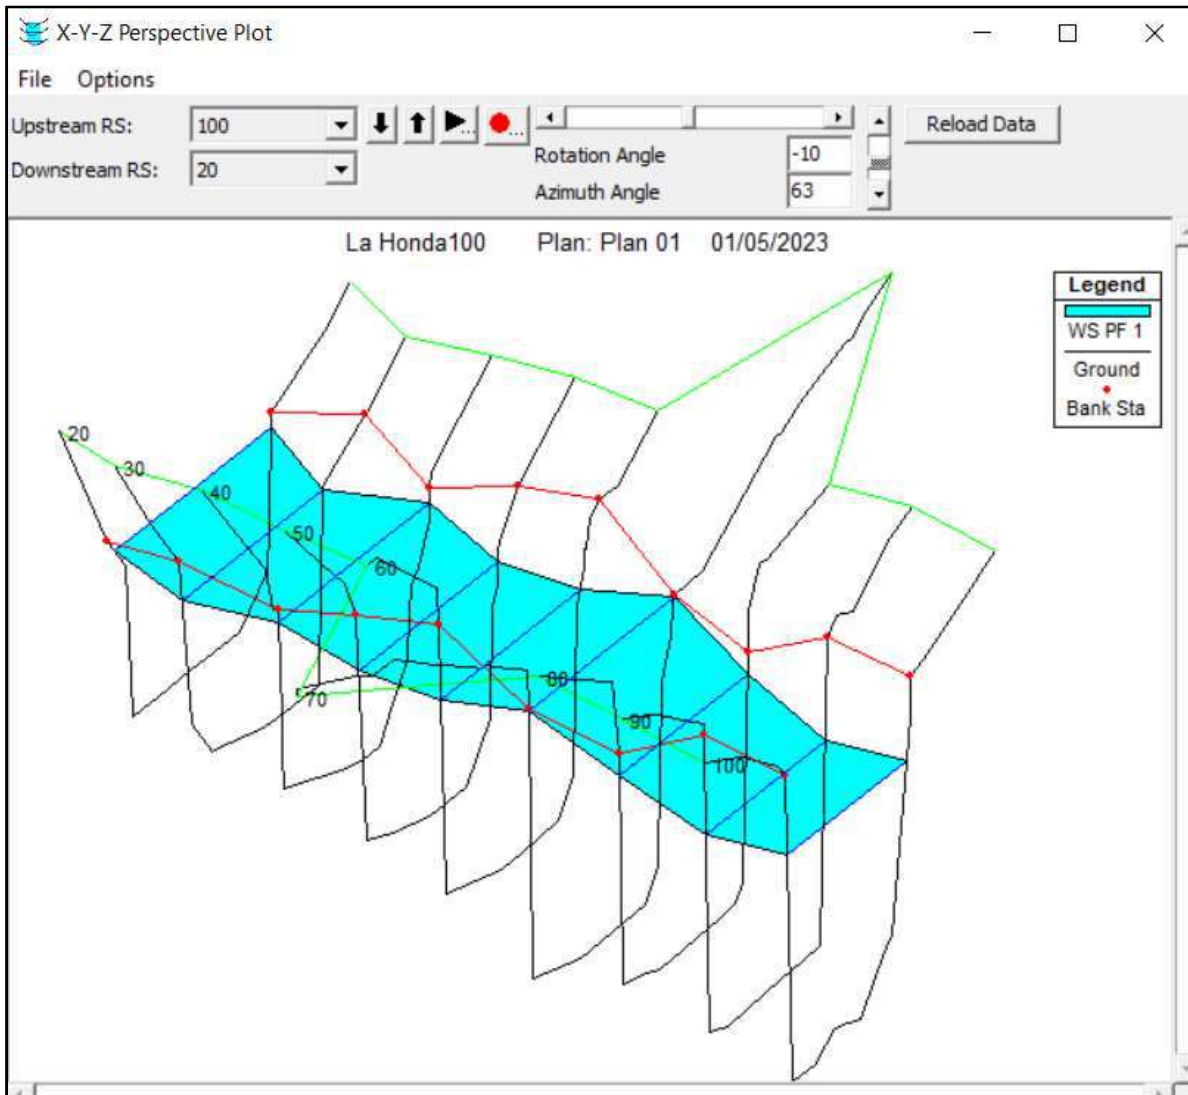 X-Y-Z Perspective Plot
File Options
Upstream RS: 100 Reload Data
Rotation Angle -10
Downstream RS: 20
Azimuth Angle 63
La Honda100 Plan: Plan 01 01/05/2023
Legend
WS PF 1
Ground
Bank Sta
20
30
40
50
60
70
80
90
100